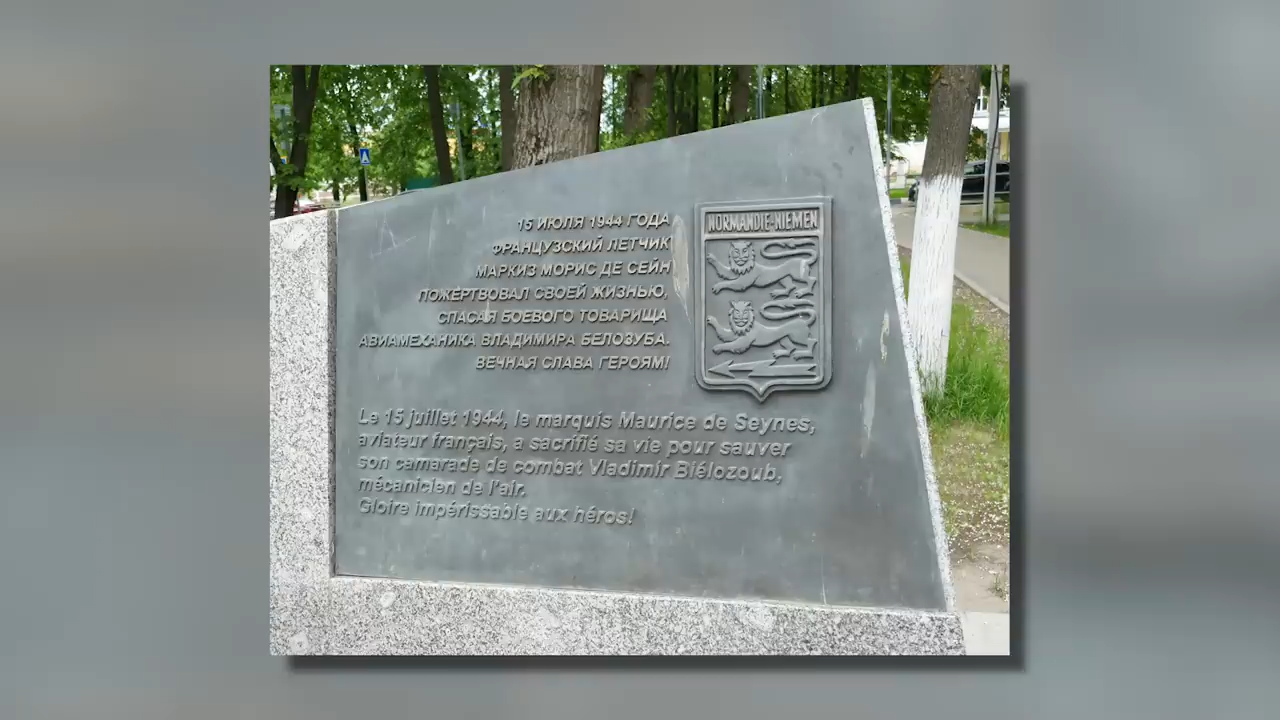 15 ИЮЛЯ 1944 ГОДА
ФРАНЦУЗСКИЙ ЛЕТЧИК
МАРКИЗ МОРИС ДЕ СЕЙН
ПОЖЕРТВОВАЛ СВОЕЙ ЖИЗНЬЮ,
СПАСАЯ БОЕВОГО ТОВАРИЩА
АВИАМЕХАНИКА ВЛАДИМИРА БЕЛОЗУБА.
ВЕЧНАЯ СЛАВА ГЕРОЯМ!
NORMANDIE-NIEMEN
Le 15 juillet 1944, le marquis Maurice de Seynes,
aviateur français, a sacrifié sa vie pour sauver
son camarade de combat Vladimir Biélozoub,
mécanicien de l'air.
Gloire impérissable aux héros!